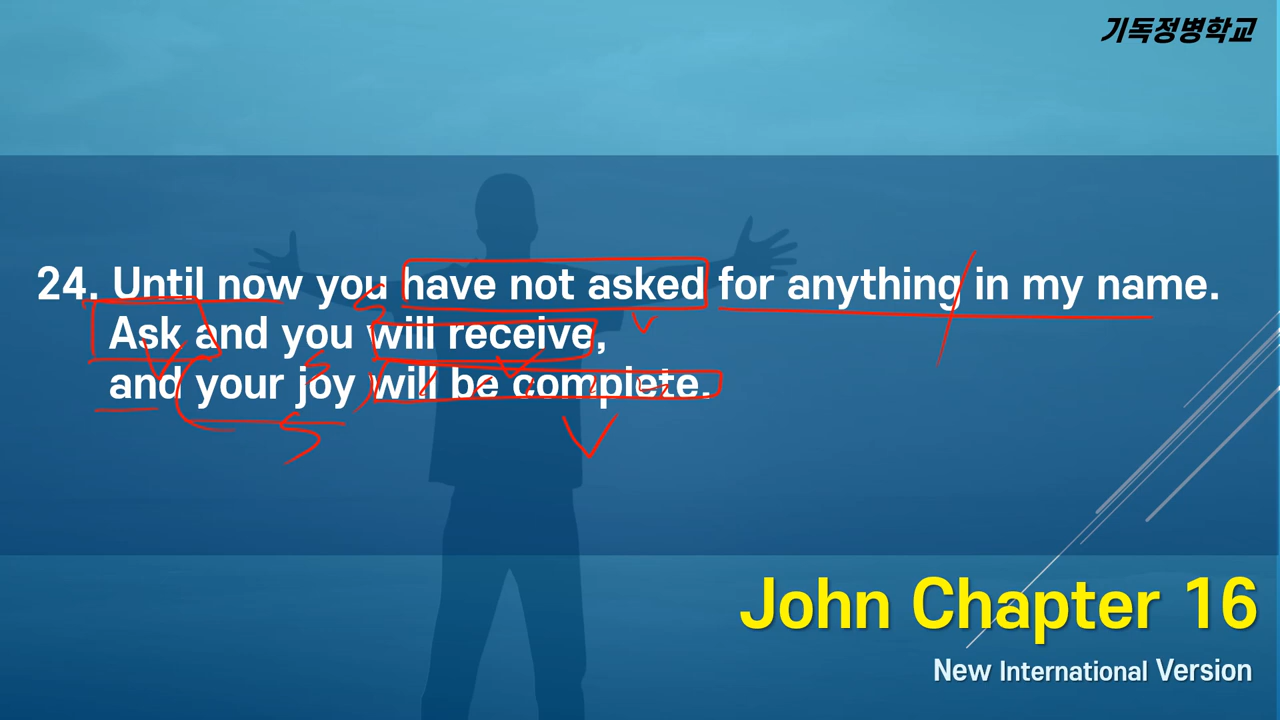 기독정병학교
24. Until now you have not asked for anything in my name.
Ask and you will receive,
and your joy will be complete.
John Chapter 16
New International Version